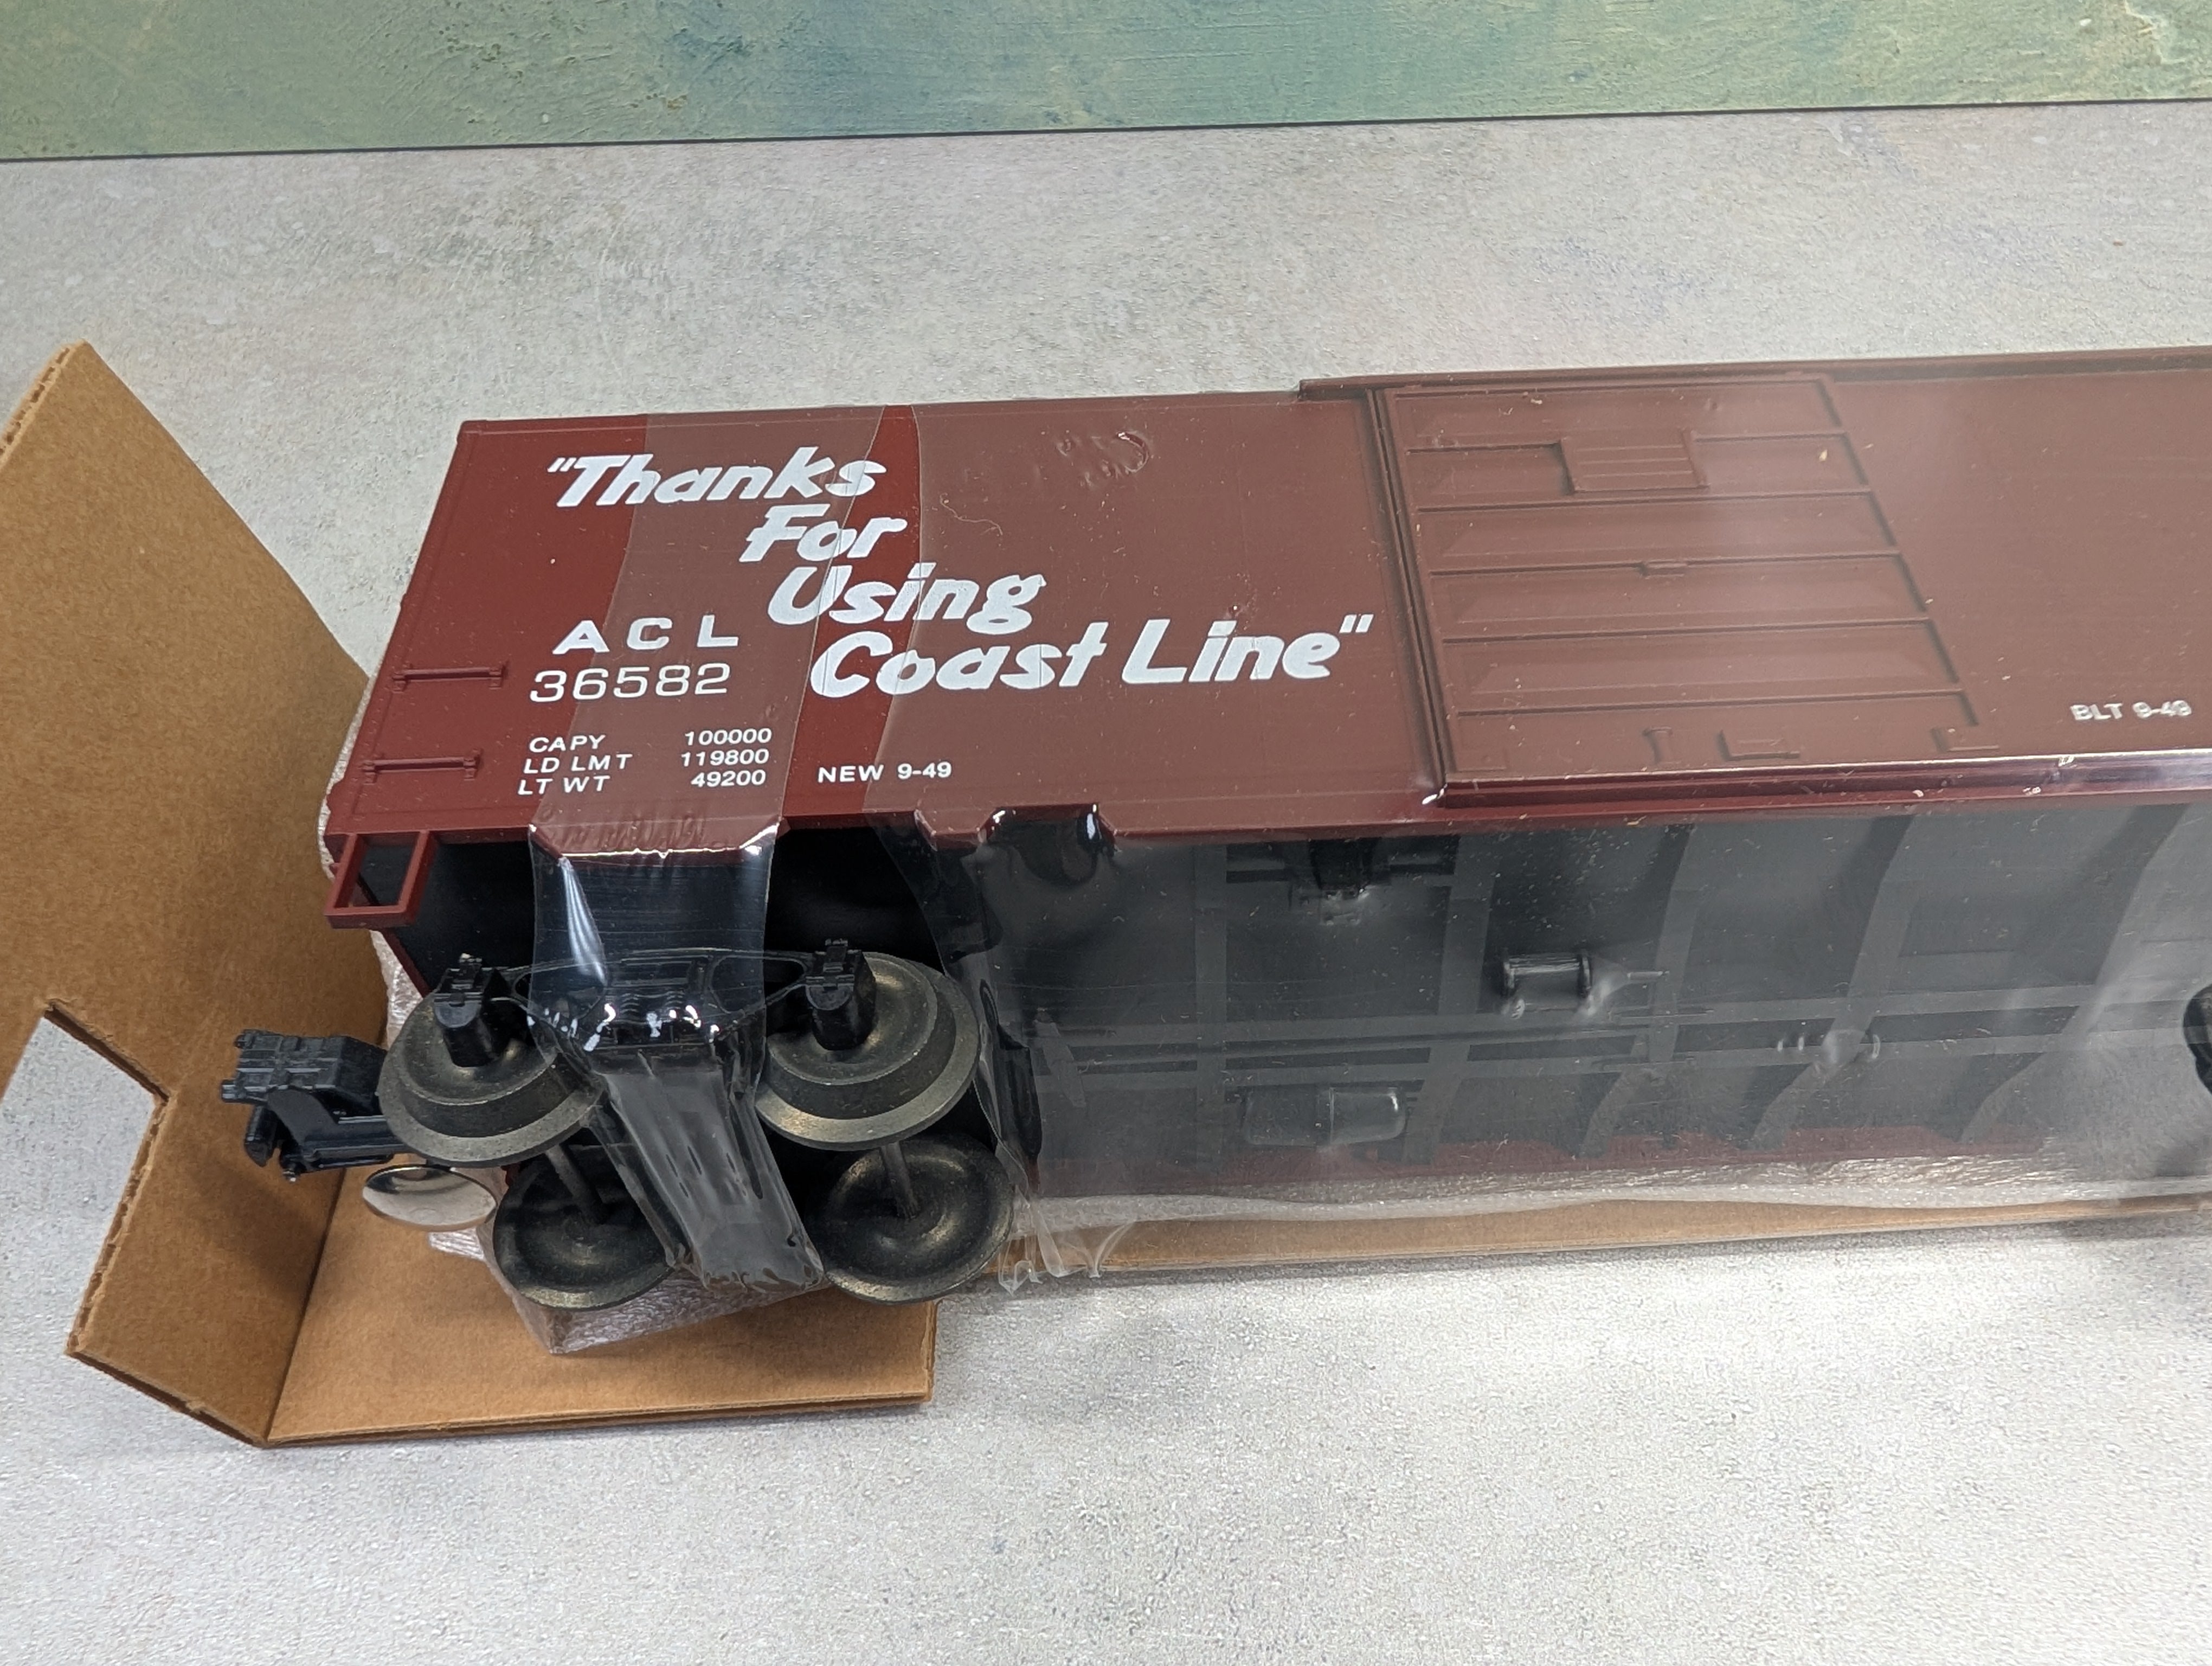 "Thanks
For
Using
Coast Line"
ACL
36582
CAPY 100000
LD LMT 119800
LT WT 49200
NEW 9-49
BLT 9-49